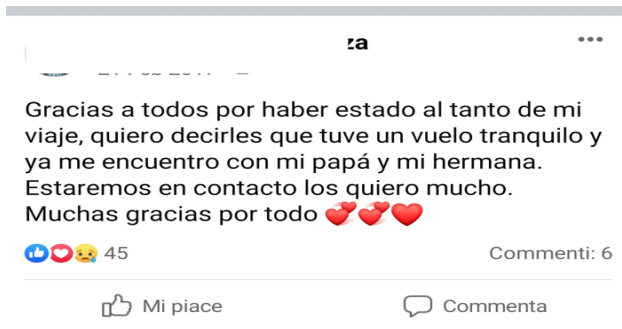 za
Gracias a todos por haber estado al tanto de mi
viaje, quiero decirles que tuve un vuelo tranquilo y
ya me encuentro con mi papá y mi hermana.
Estaremos en contacto los quiero mucho.
Muchas gracias por todo 💞💞❤️
45
Commenti: 6
Mi piace
Commenta